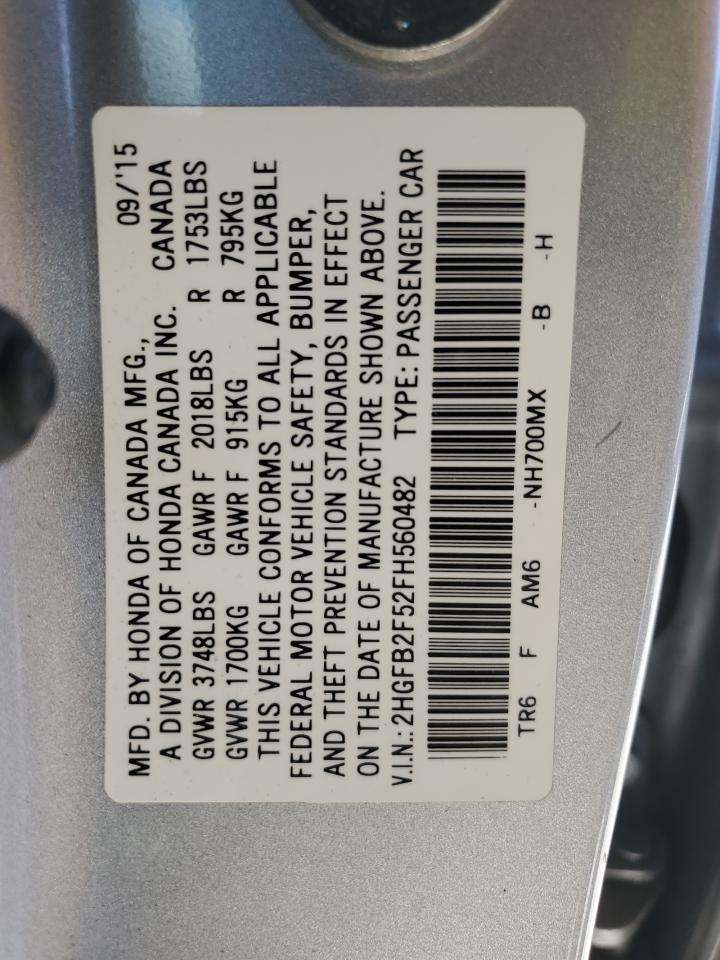 MFD. BY HONDA OF CANADA MFG., 09/'15
A DIVISION OF HONDA CANADA INC. CANADA
GVWR 3748LBS GAWR F 2018LBS R 1753LBS
GVWR 1700KG GAWR F 915KG R 795KG
THIS VEHICLE CONFORMS TO ALL APPLICABLE
FEDERAL MOTOR VEHICLE SAFETY, BUMPER,
AND THEFT PREVENTION STANDARDS IN EFFECT
ON THE DATE OF MANUFACTURE SHOWN ABOVE.
V.I.N.: 2HGFB2F52FH560482 TYPE: PASSENGER CAR
TR6 F AM6 -NH700MX -B -H